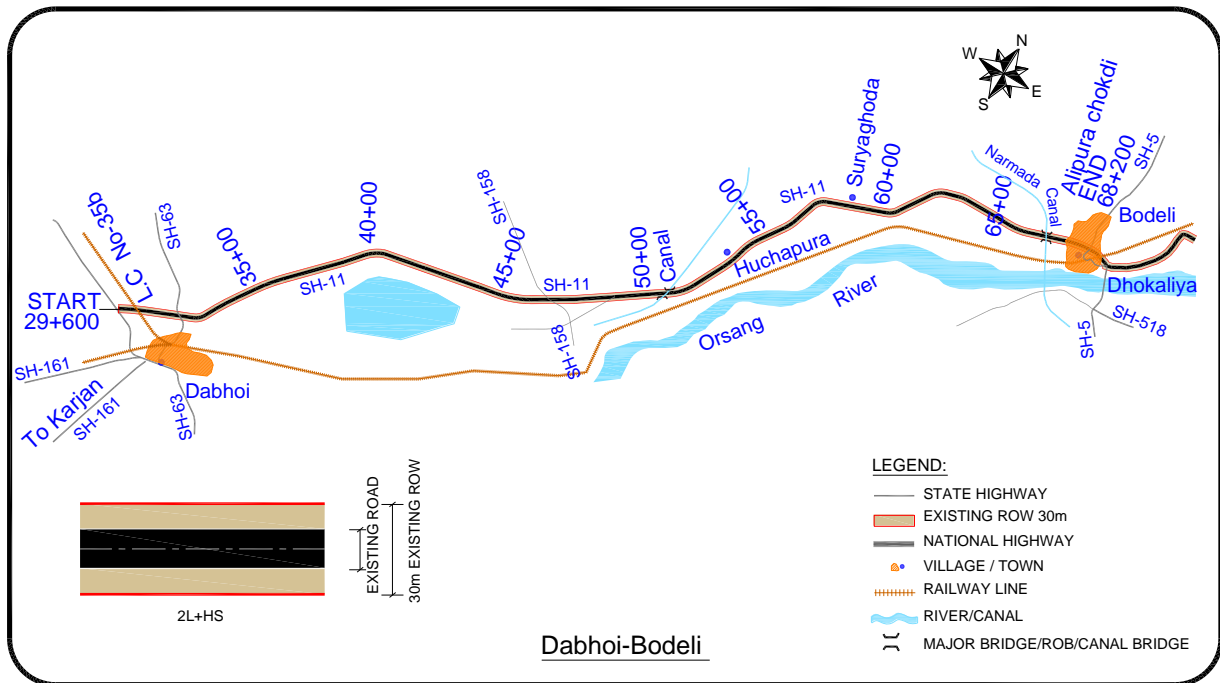 N
W
E
S
L.C. No-35b
SH-63
START
29+600
35+00
40+00
SH-11
45+00
SH-158
SH-11
50+00
Canal
55+00
Huchapura
SH-11
Suryaghoda
60+00
65+00
Narmada
Canal
Alipura chokdi
END
68+200
SH-5
Bodeli
Dhokaliya
SH-518
SH-5
Orsang
River
SH-158
SH-161
Dabhoi
To Karjan
SH-161
SH-63
EXISTING ROAD
30m EXISTING ROW
2L+HS
LEGEND:
STATE HIGHWAY
EXISTING ROW 30m
NATIONAL HIGHWAY
VILLAGE / TOWN
RAILWAY LINE
RIVER/CANAL
MAJOR BRIDGE/ROB/CANAL BRIDGE
Dabhoi-Bodeli